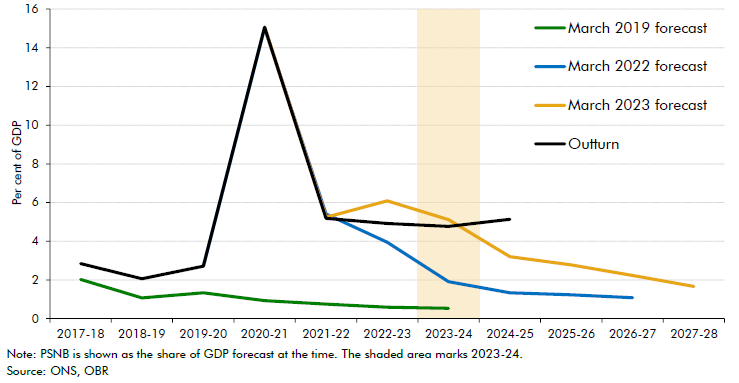 16
14
12
10
8
6
4
2
0
Per cent of GDP
March 2019 forecast
March 2022 forecast
March 2023 forecast
Outturn
2017-18 2018-19 2019-20 2020-21 2021-22 2022-23 2023-24 2024-25 2025-26 2026-27 2027-28
Note: PSNB is shown as the share of GDP forecast at the time. The shaded area marks 2023-24.
Source: ONS, OBR